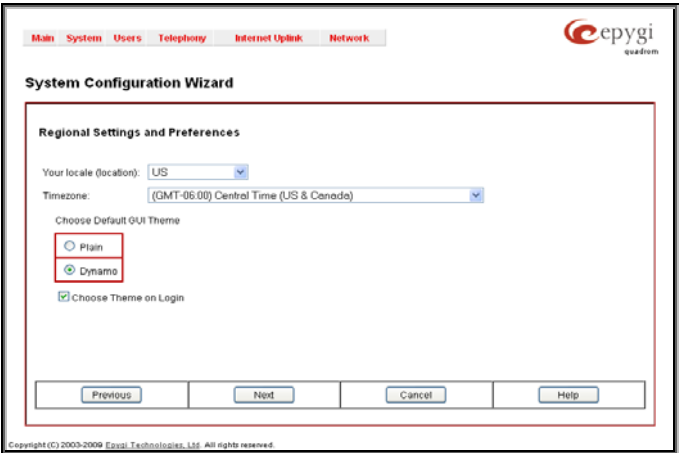 Main System Users Telephony Internet Uplink Network
epygi
quadrom
System Configuration Wizard
Regional Settings and Preferences
Your locale (location): US
Timezone: (GMT-06:00) Central Time (US & Canada)
Choose Default GUI Theme
Plain
Dynamo
Choose Theme on Login
Previous Next Cancel Help
Copyright (C) 2003-2009 Epygi Technologies, Ltd. All rights reserved.